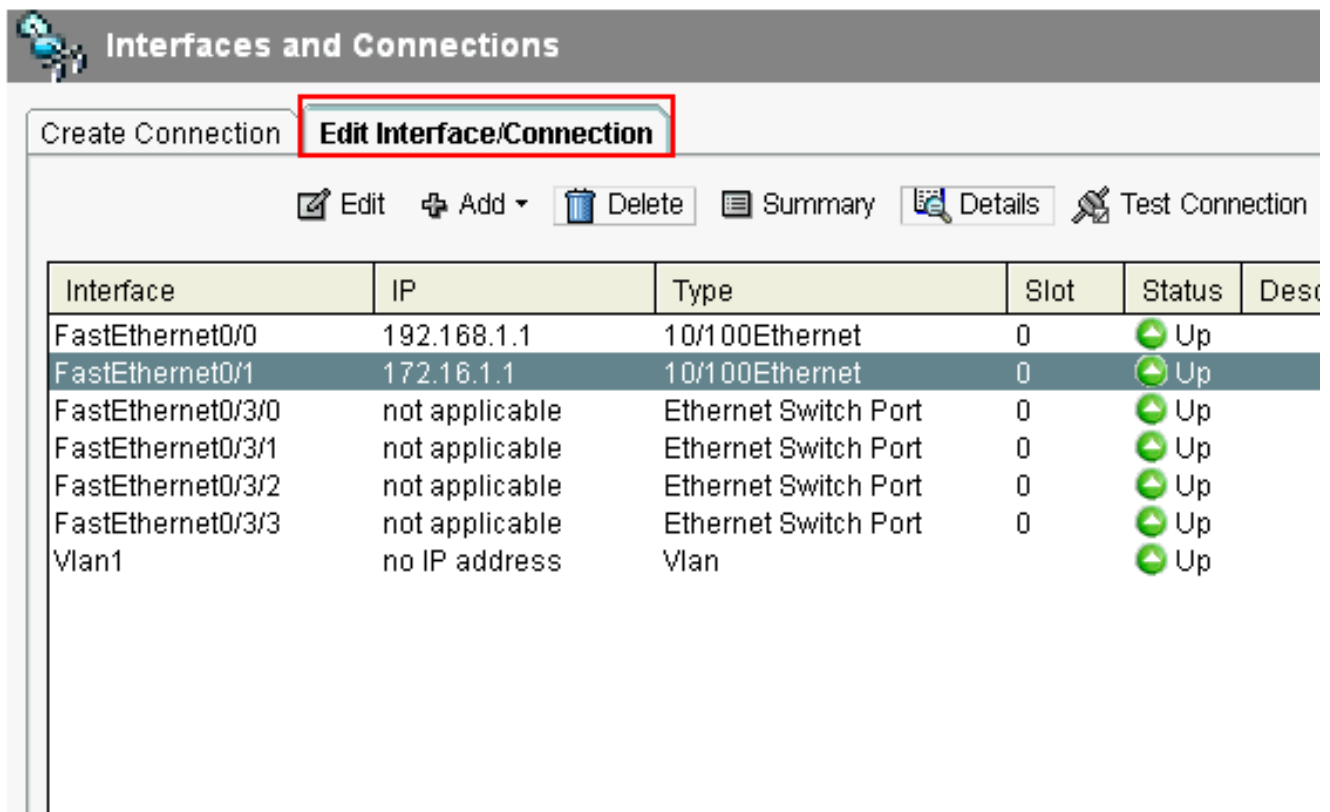 Interfaces and Connections
Create Connection Edit Interface/Connection
Edit Add Delete Summary Details Test Connection
Interface IP Type Slot Status Desc
FastEthernet0/0 192.168.1.1 10/100Ethernet 0 Up
FastEthernet0/1 172.16.1.1 10/100Ethernet 0 Up
FastEthernet0/3/0 not applicable Ethernet Switch Port 0 Up
FastEthernet0/3/1 not applicable Ethernet Switch Port 0 Up
FastEthernet0/3/2 not applicable Ethernet Switch Port 0 Up
FastEthernet0/3/3 not applicable Ethernet Switch Port 0 Up
Vlan1 no IP address Vlan Up